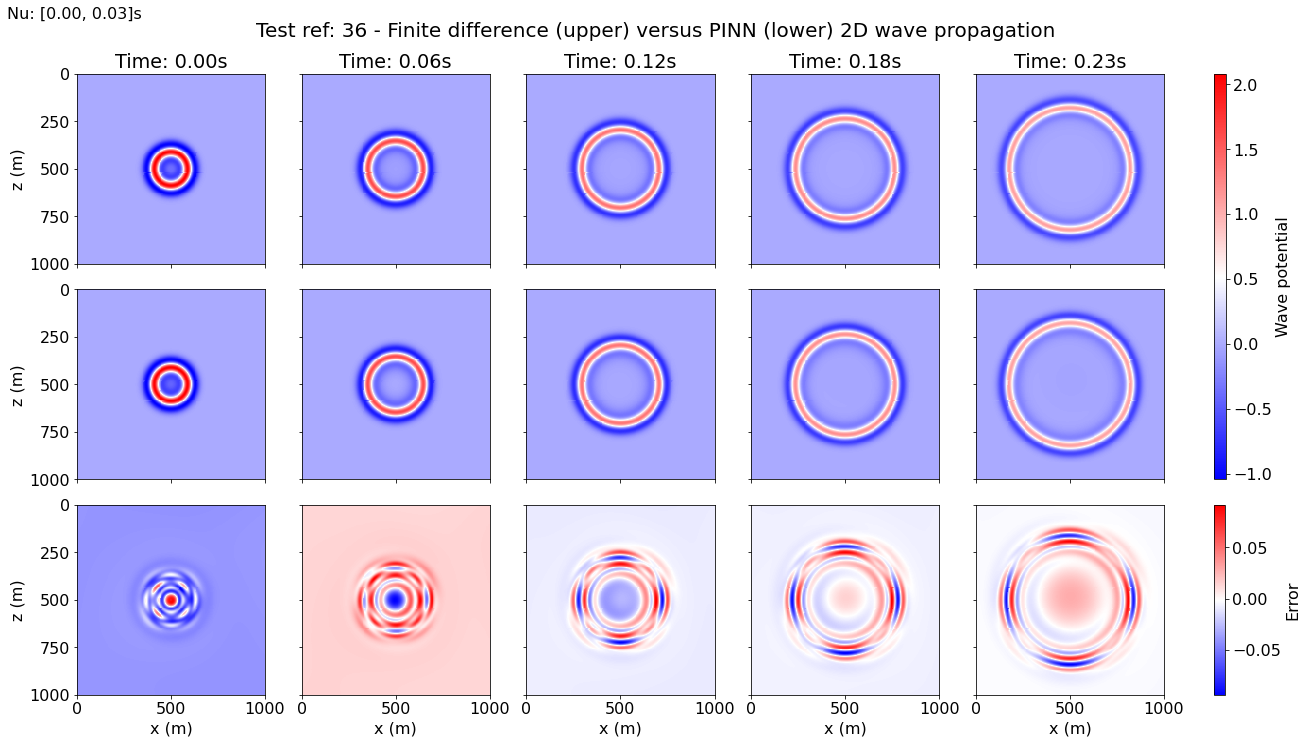 Nu: [0.00, 0.03]s
Test ref: 36 - Finite difference (upper) versus PINN (lower) 2D wave propagation
Time: 0.00s Time: 0.06s Time: 0.12s Time: 0.18s Time: 0.23s
0
250
500
750
1000
z (m)
0
250
500
750
1000
z (m)
2.0
1.5
1.0
0.5
0.0
−0.5
−1.0
Wave potential
0
250
500
750
1000
z (m)
0 500 1000 0 500 1000 0 500 1000 0 500 1000 0 500 1000
x (m) x (m) x (m) x (m) x (m)
0.05
0.00
−0.05
Error